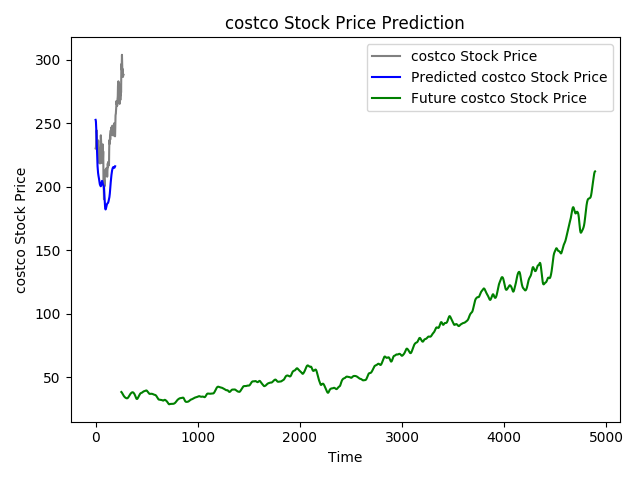 costco Stock Price Prediction
costco Stock Price
Predicted costco Stock Price
Future costco Stock Price
costco Stock Price
300
250
200
150
100
50
0
1000
2000
3000
4000
5000
Time